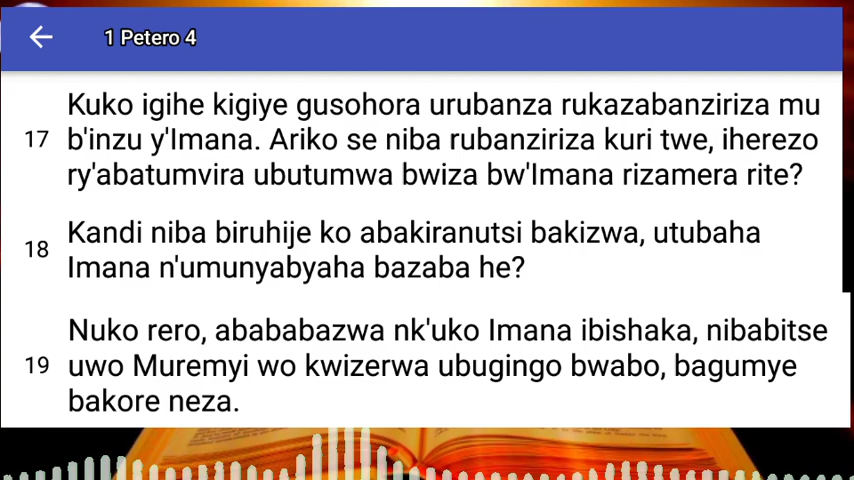 1 Petero 4
Kuko igihe kigiye gusohora urubanza rukazabanziriza mu
17 b'inzu y'Imana. Ariko se niba rubanziriza kuri twe, iherezo
ry'abatumvira ubutumwa bwiza bw'Imana rizamera rite?
Kandi niba biruhije ko abakiranutsi bakizwa, utubaha
18
Imana n'umunyabyaha bazaba he?
Nuko rero, abababazwa nk'uko Imana ibishaka, nibabitse
19 uwo Muremyi wo kwizerwa ubugingo bwabo, bagumye
bakore neza.